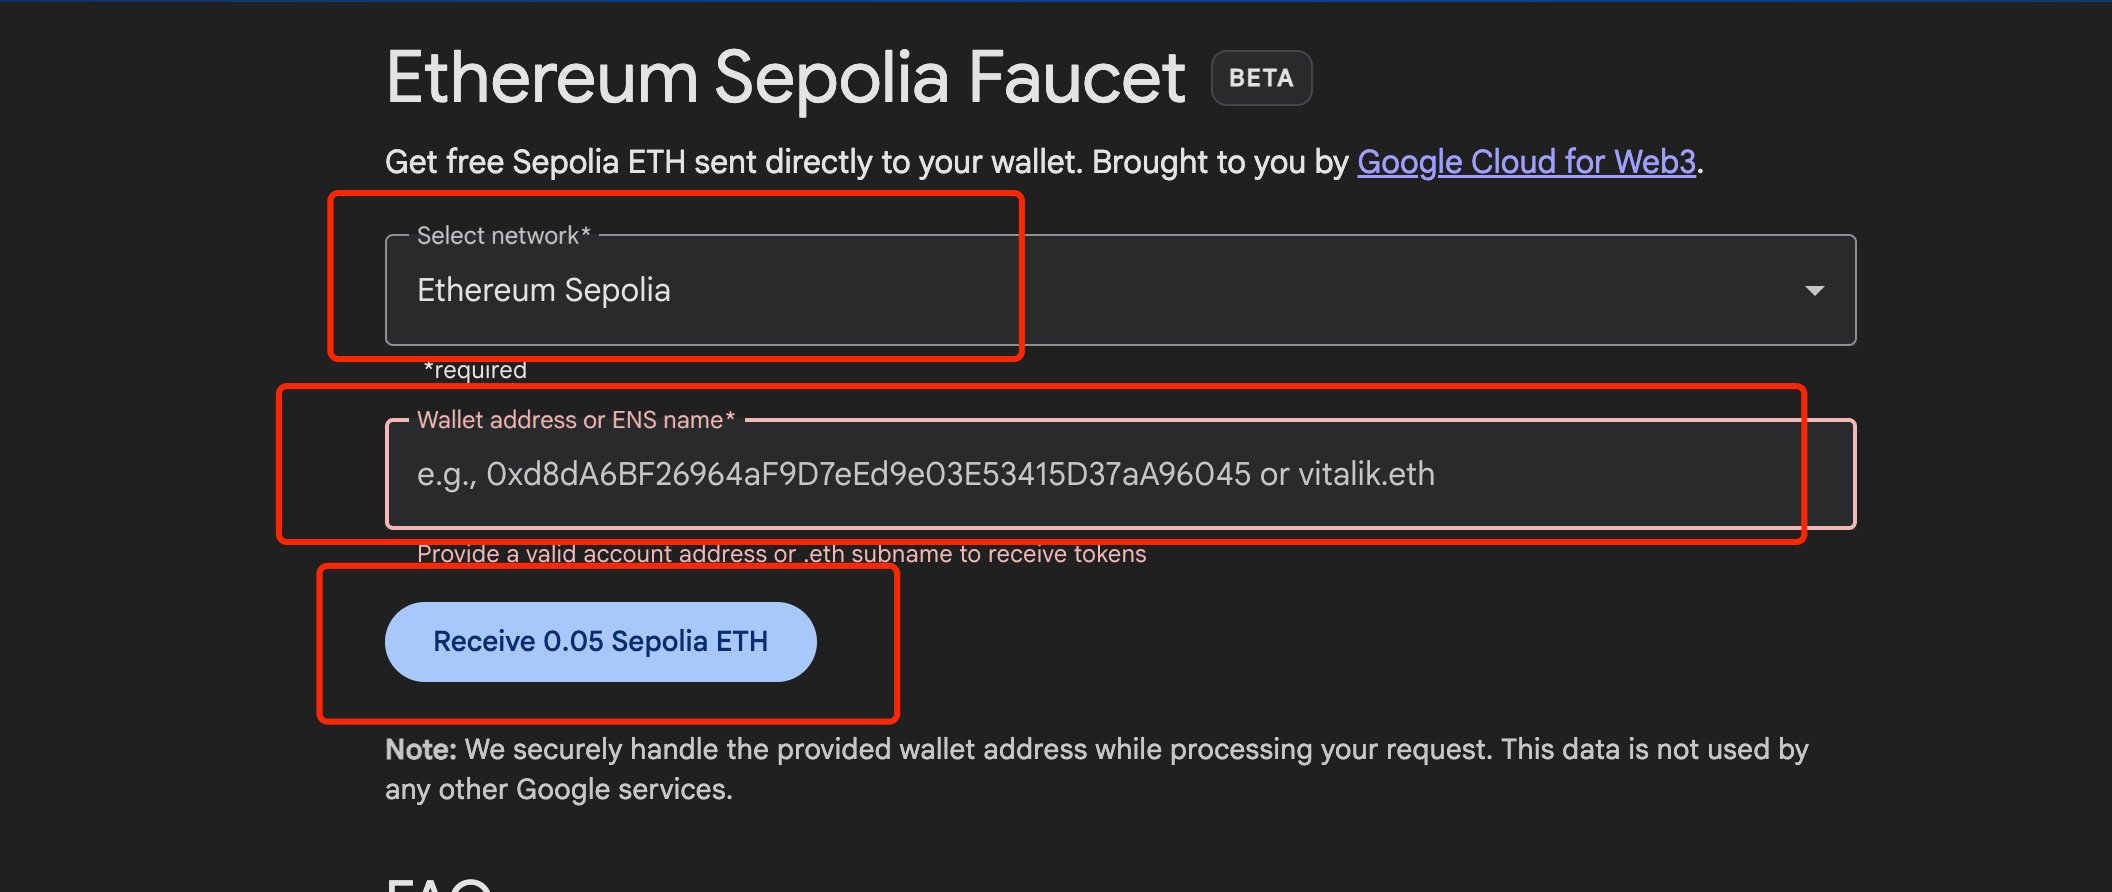 Ethereum Sepolia Faucet BETA
Get free Sepolia ETH sent directly to your wallet. Brought to you by Google Cloud for Web3.
Select network*
Ethereum Sepolia
*required
Wallet address or ENS name*
e.g., 0xd8dA6BF26964aF9D7eEd9e03E53415D37aA96045 or vitalik.eth
Provide a valid account address or .eth subname to receive tokens
Receive 0.05 Sepolia ETH
Note: We securely handle the provided wallet address while processing your request. This data is not used by
any other Google services.
FAQ